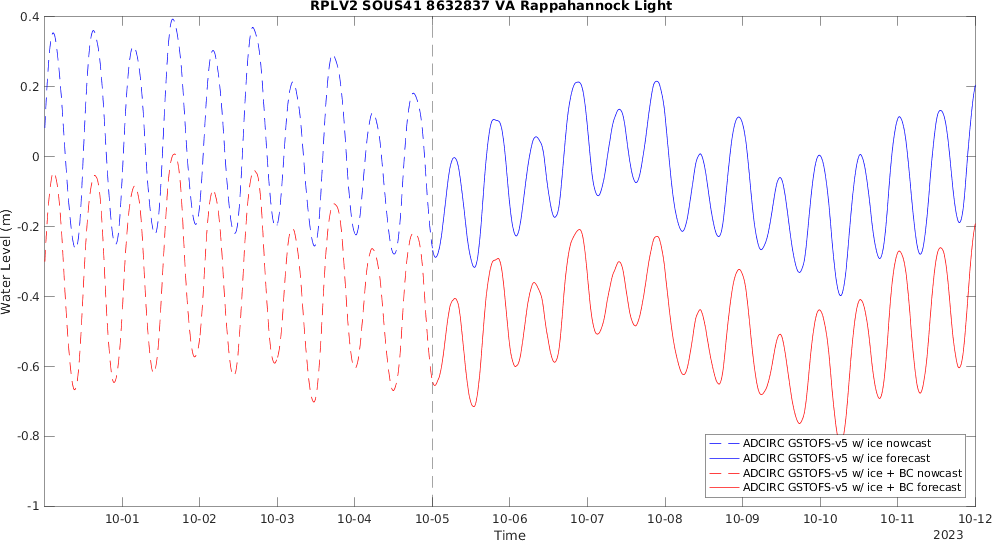 RPLV2 SOUS41 8632837 VA Rappahannock Light
0.4
0.2
0
-0.2
-0.4
-0.6
-0.8
-1
Water Level (m)
ADCIRC GSTOFS-v5 w/ ice nowcast
ADCIRC GSTOFS-v5 w/ ice forecast
ADCIRC GSTOFS-v5 w/ ice + BC nowcast
ADCIRC GSTOFS-v5 w/ ice + BC forecast
10-01 10-02 10-03 10-04 10-05 10-06 10-07 10-08 10-09 10-10 10-11 10-12
Time
2023